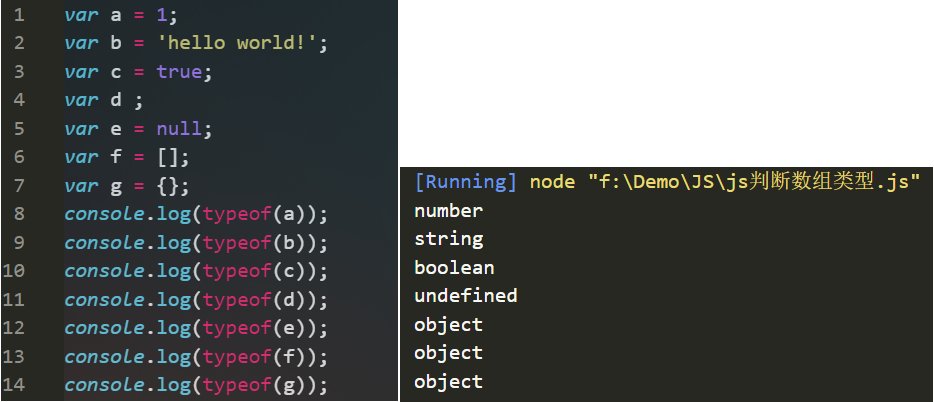 1 var a = 1;
2 var b = 'hello world!';
3 var c = true;
4 var d ;
5 var e = null;
6 var f = [];
7 var g = {};
8 console.log(typeof(a));
9 console.log(typeof(b));
10 console.log(typeof(c));
11 console.log(typeof(d));
12 console.log(typeof(e));
13 console.log(typeof(f));
14 console.log(typeof(g));
[Running] node "f:\Demo\JS\js判断数组类型.js"
number
string
boolean
undefined
object
object
object